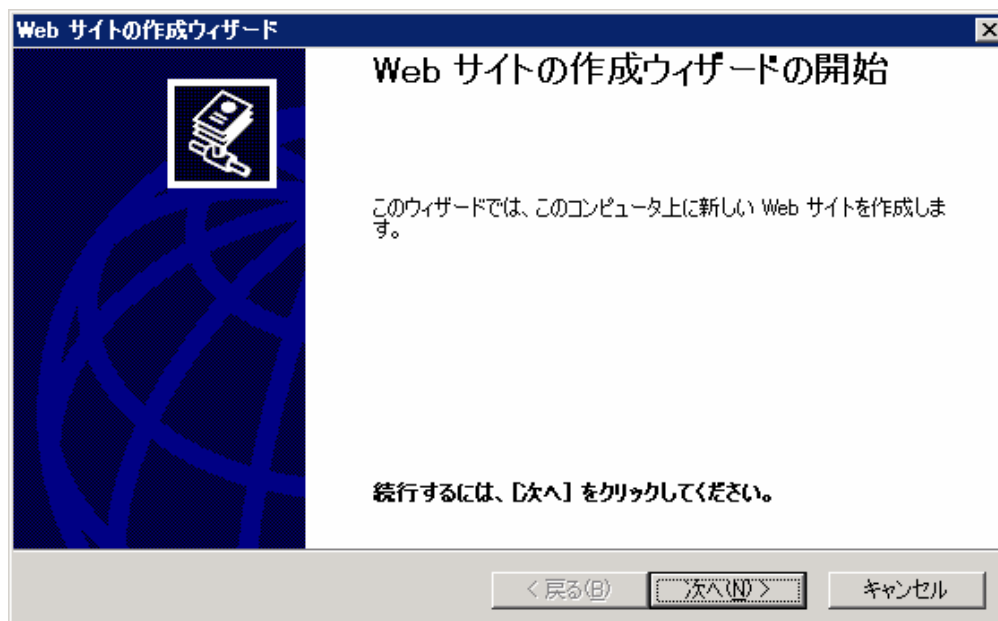 Web サイトの作成ウィザード
Web サイトの作成ウィザードの開始
このウィザードでは、このコンピュータ上に新しい Web サイトを作成しま
す。
続行するには、[次へ] をクリックしてください。
< 戻る(B)
次へ(N) >
キャンセル